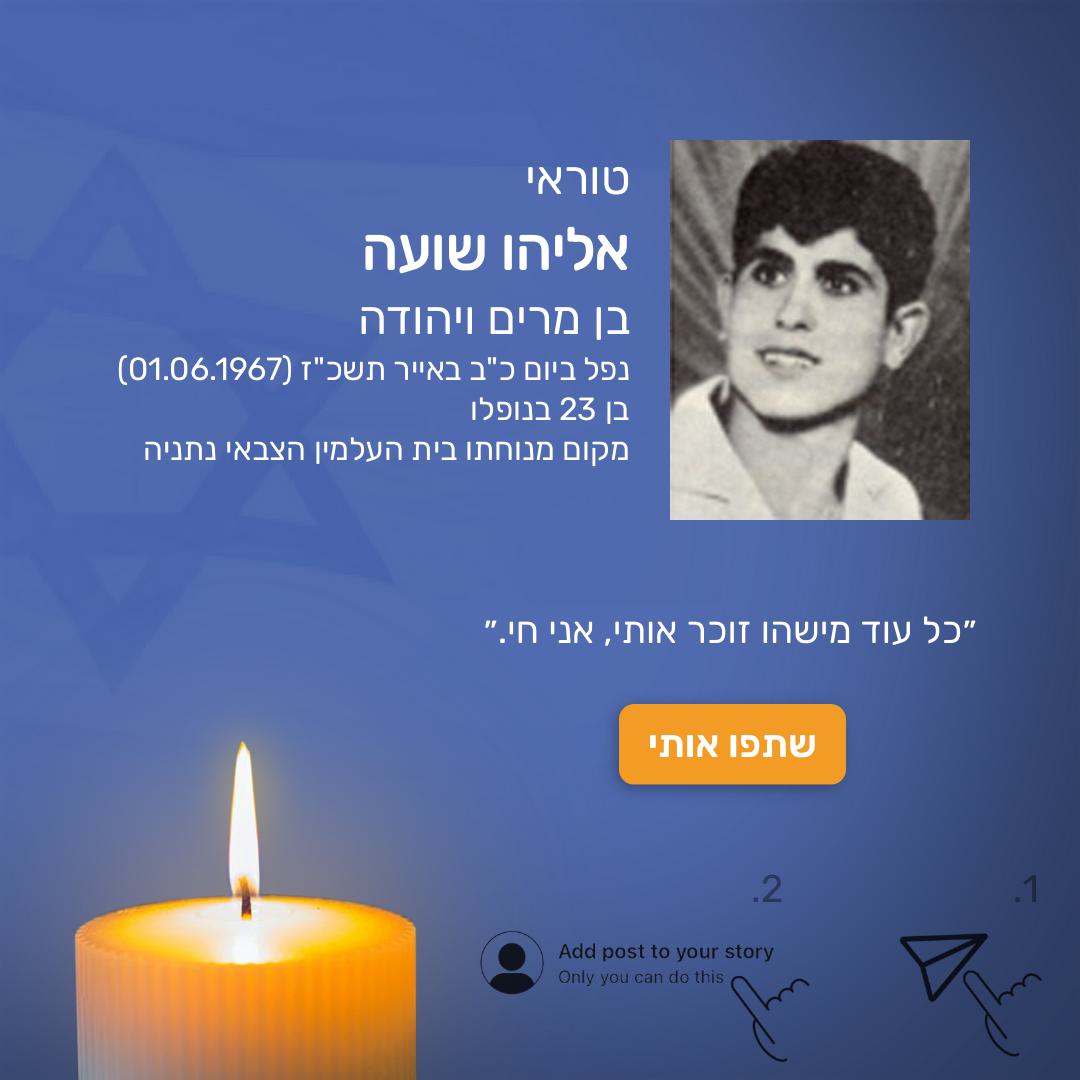 טוראי
אליהו שועה
בן מרים ויהודה
נפל ביום כ"ב באייר תשכ"ז (01.06.1967)
בן 23 בנופלו
מקום מנוחתו בית העלמין הצבאי נתניה
״כל עוד מישהו זוכר אותי, אני חי.״
שתפו אותי
.1
.2
Add post to your story
Only you can do this